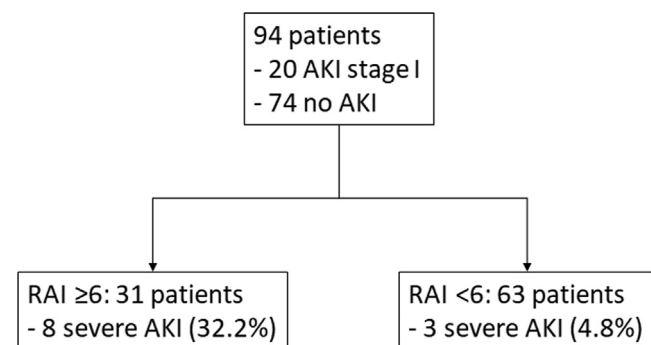 94 patients
- 20 AKI stage I
- 74 no AKI
RAI ≥6: 31 patients
- 8 severe AKI (32.2%)
RAI <6: 63 patients
- 3 severe AKI (4.8%)